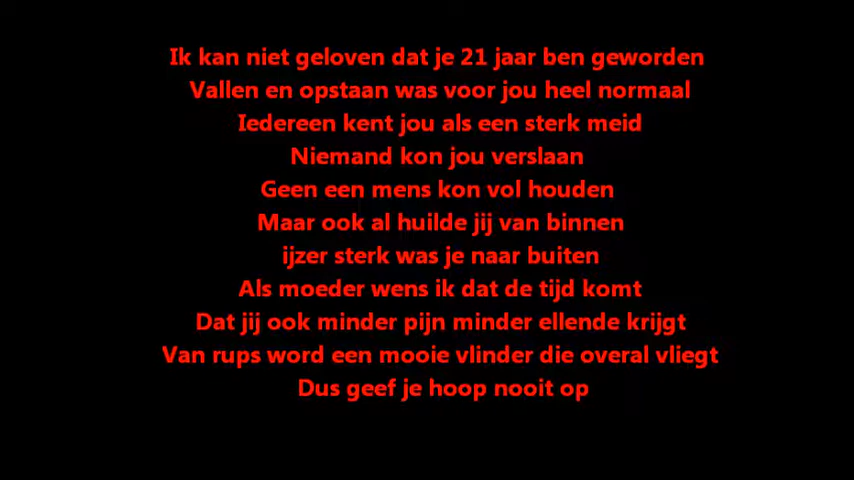 Ik kan niet geloven dat je 21 jaar ben geworden
Vallen en opstaan was voor jou heel normaal
Iedereen kent jou als een sterk meid
Niemand kon jou verslaan
Geen een mens kon vol houden
Maar ook al huilde jij van binnen
ijzer sterk was je naar buiten
Als moeder wens ik dat de tijd komt
Dat jij ook minder pijn minder ellende krijgt
Van rups word een mooie vlinder die overal vliegt
Dus geef je hoop nooit op